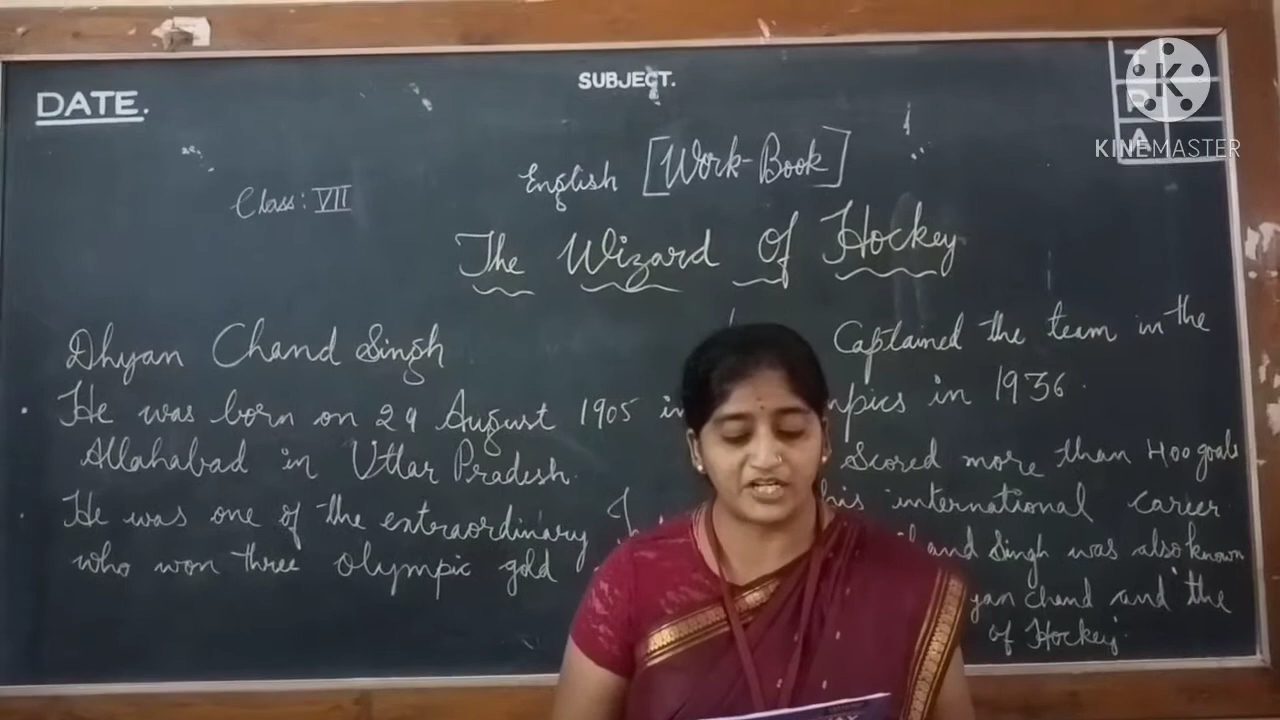 DATE.
SUBJECT.
T
D
A
KINEMASTER
K
English [Work-Book]
Class: VII
The Wizard Of Hockey
Dhyan Chand Singh
. He was born on 29 August 1905 in
Allahabad in Uttar Pradesh.
. He was one of the extraordinary
who won three olympic gold
Captained the team in the
in 1936.
Scored more than 400 goals
his international career
Singh was also known
chand and the
of Hockey.